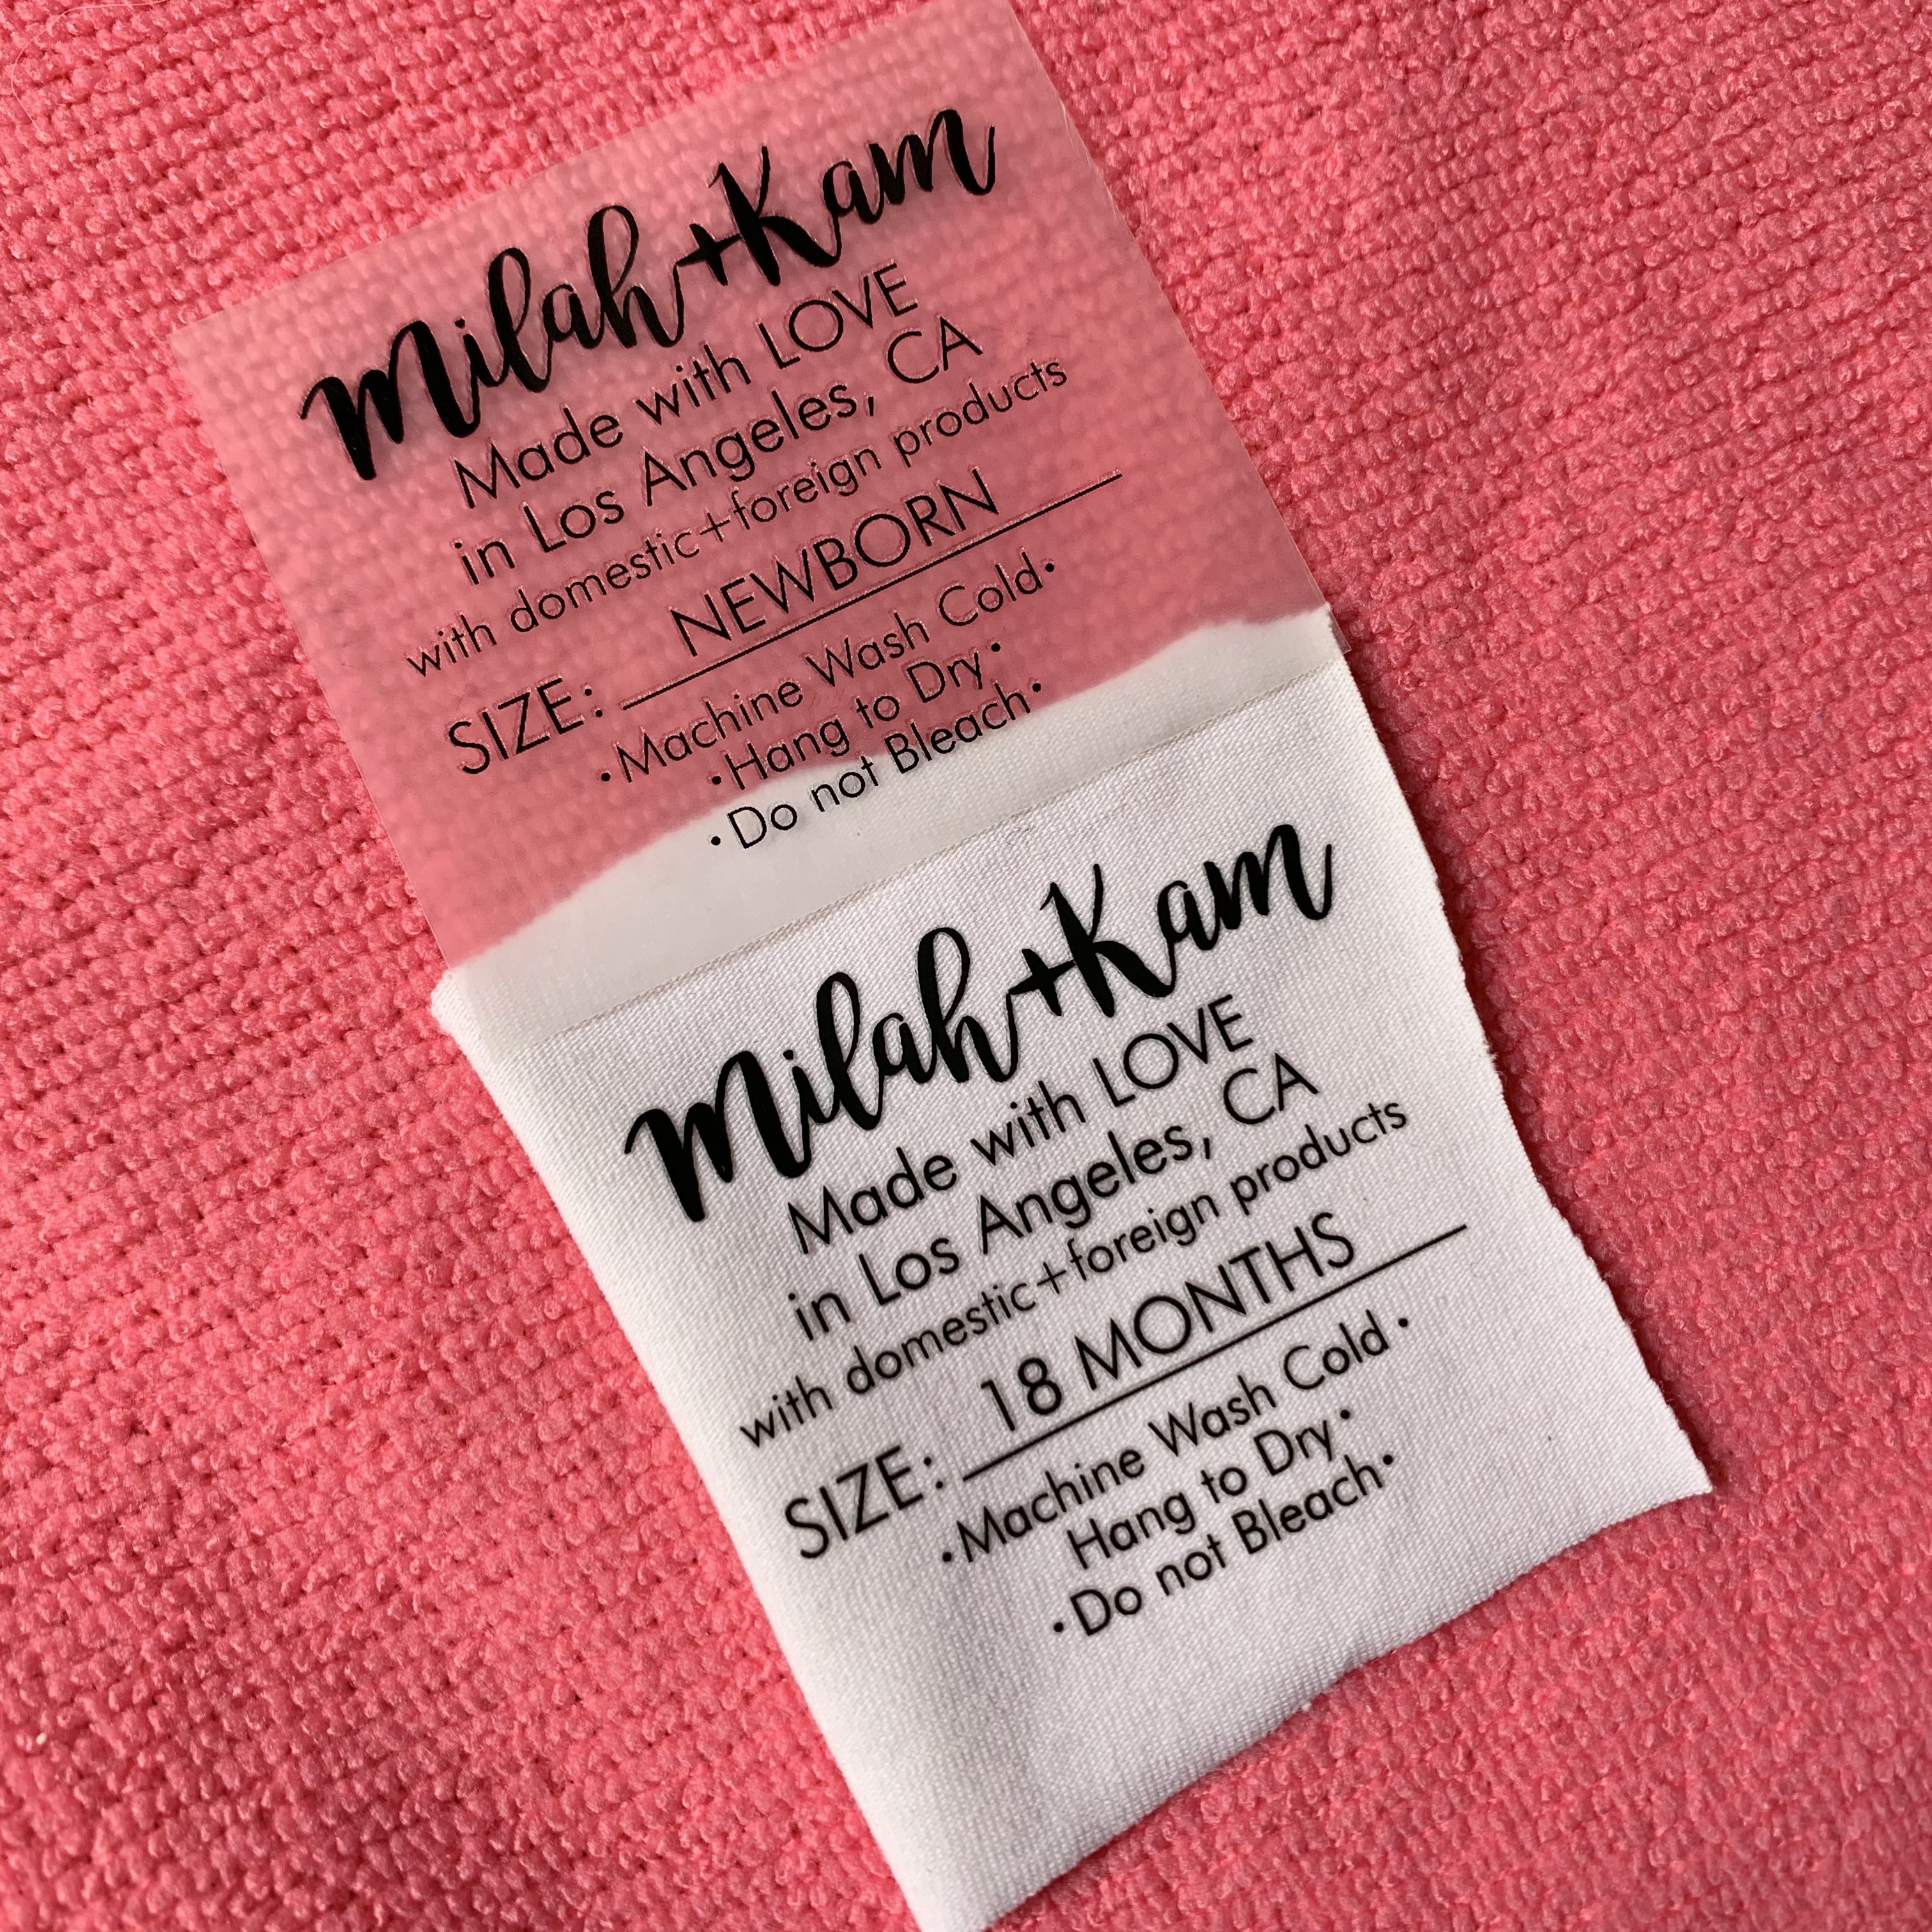 Milah+Kam
Made with LOVE
in Los Angeles, CA
with domestic+foreign products
SIZE: NEWBORN
•Machine Wash Cold•
•Hang to Dry•
•Do not Bleach•
Milah+Kam
Made with LOVE
in Los Angeles, CA
with domestic+foreign products
SIZE: 18 MONTHS
•Machine Wash Cold •
Hang to Dry•
•Do not Bleach•